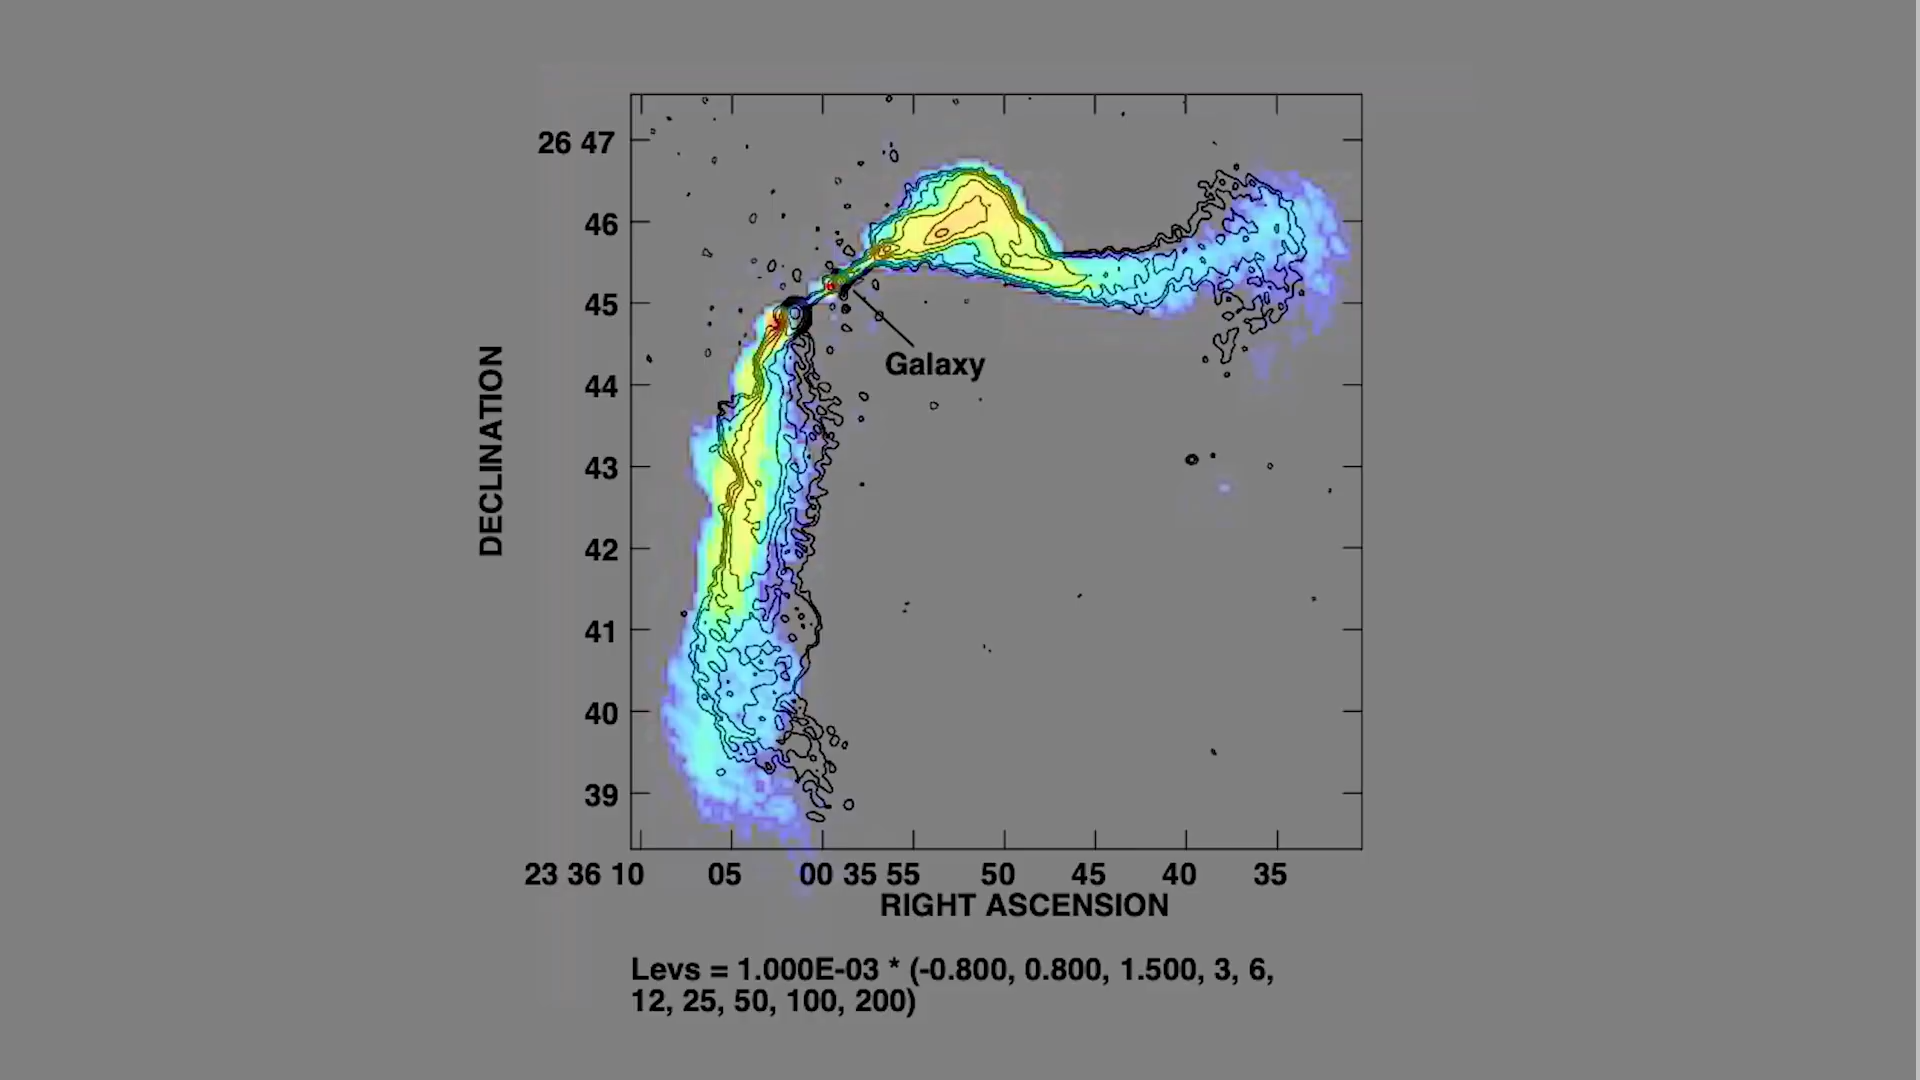 26 47
46
45
Galaxy
44
43
42
41
40
39
DECLINATION
23 36 10 05 00 35 55 50 45 40 35
RIGHT ASCENSION
Levs = 1.000E-03 * (-0.800, 0.800, 1.500, 3, 6,
12, 25, 50, 100, 200)